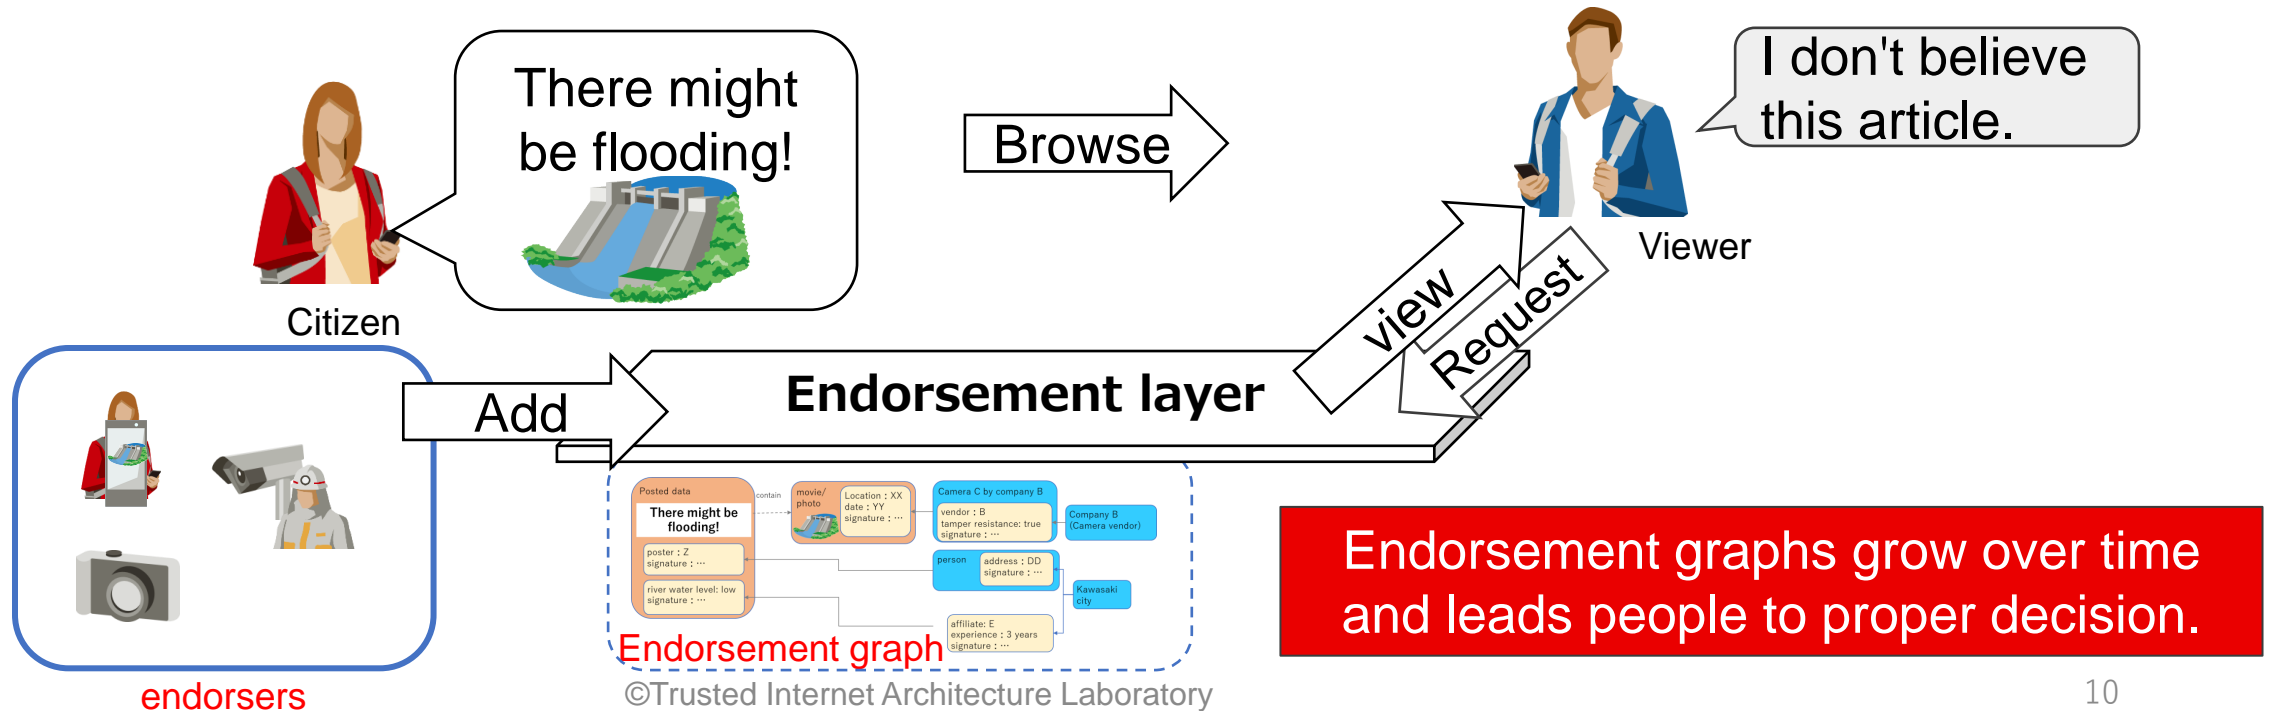 There might
be flooding!
Browse
I don't believe
this article.
Viewer
Citizen
view
Request
Add
Endorsement layer
Posted data
There might be
flooding!
contain
movie/
photo
Location：XX
date：YY
signature：…
Camera C by company B
vendor：B
tamper resistance: true
signature：…
Company B
(Camera vendor)
poster：Z
signature：…
person
address：DD
signature：…
river water level: low
signature：…
Kawasaki
city
affiliate: E
experience：3 years
signature：…
Endorsement graph
endorsers
Endorsement graphs grow over time
and leads people to proper decision.
©Trusted Internet Architecture Laboratory
10